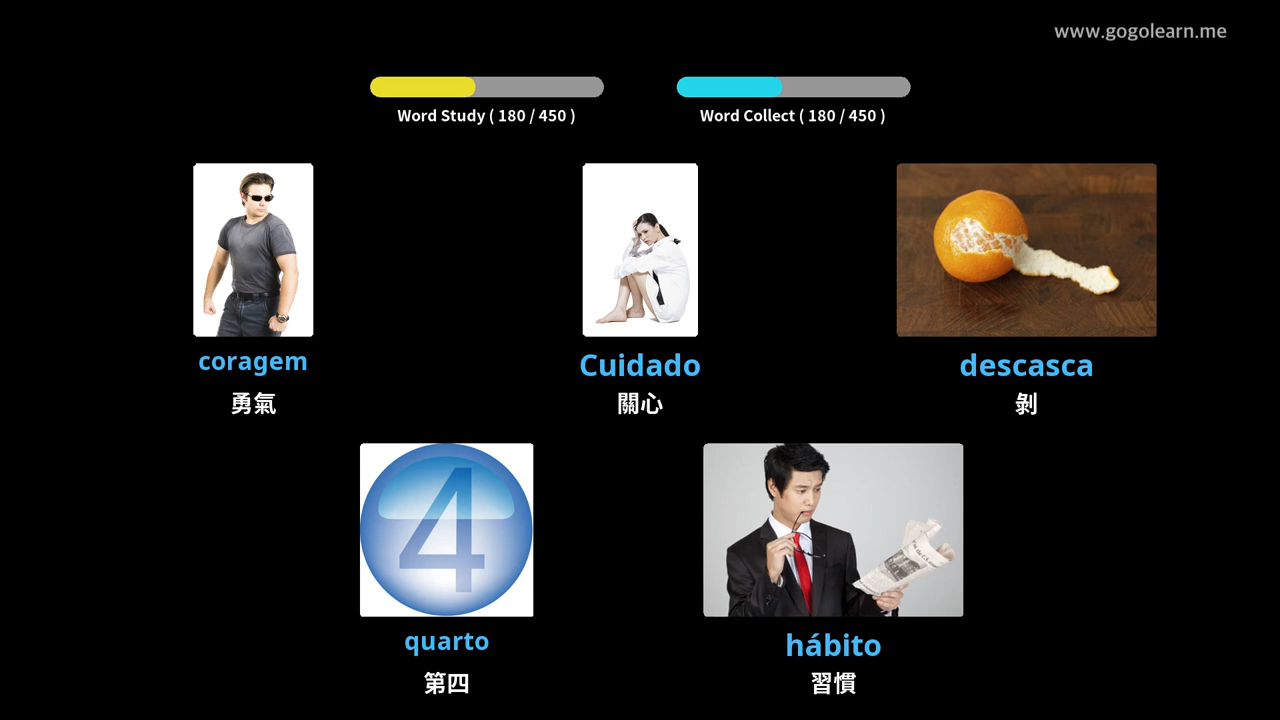 www.gogolearn.me
Word Study ( 180 / 450 )
Word Collect ( 180 / 450 )
coragem
勇氣
Cuidado
關心
descasca
剝
4
quarto
第四
hábito
習慣